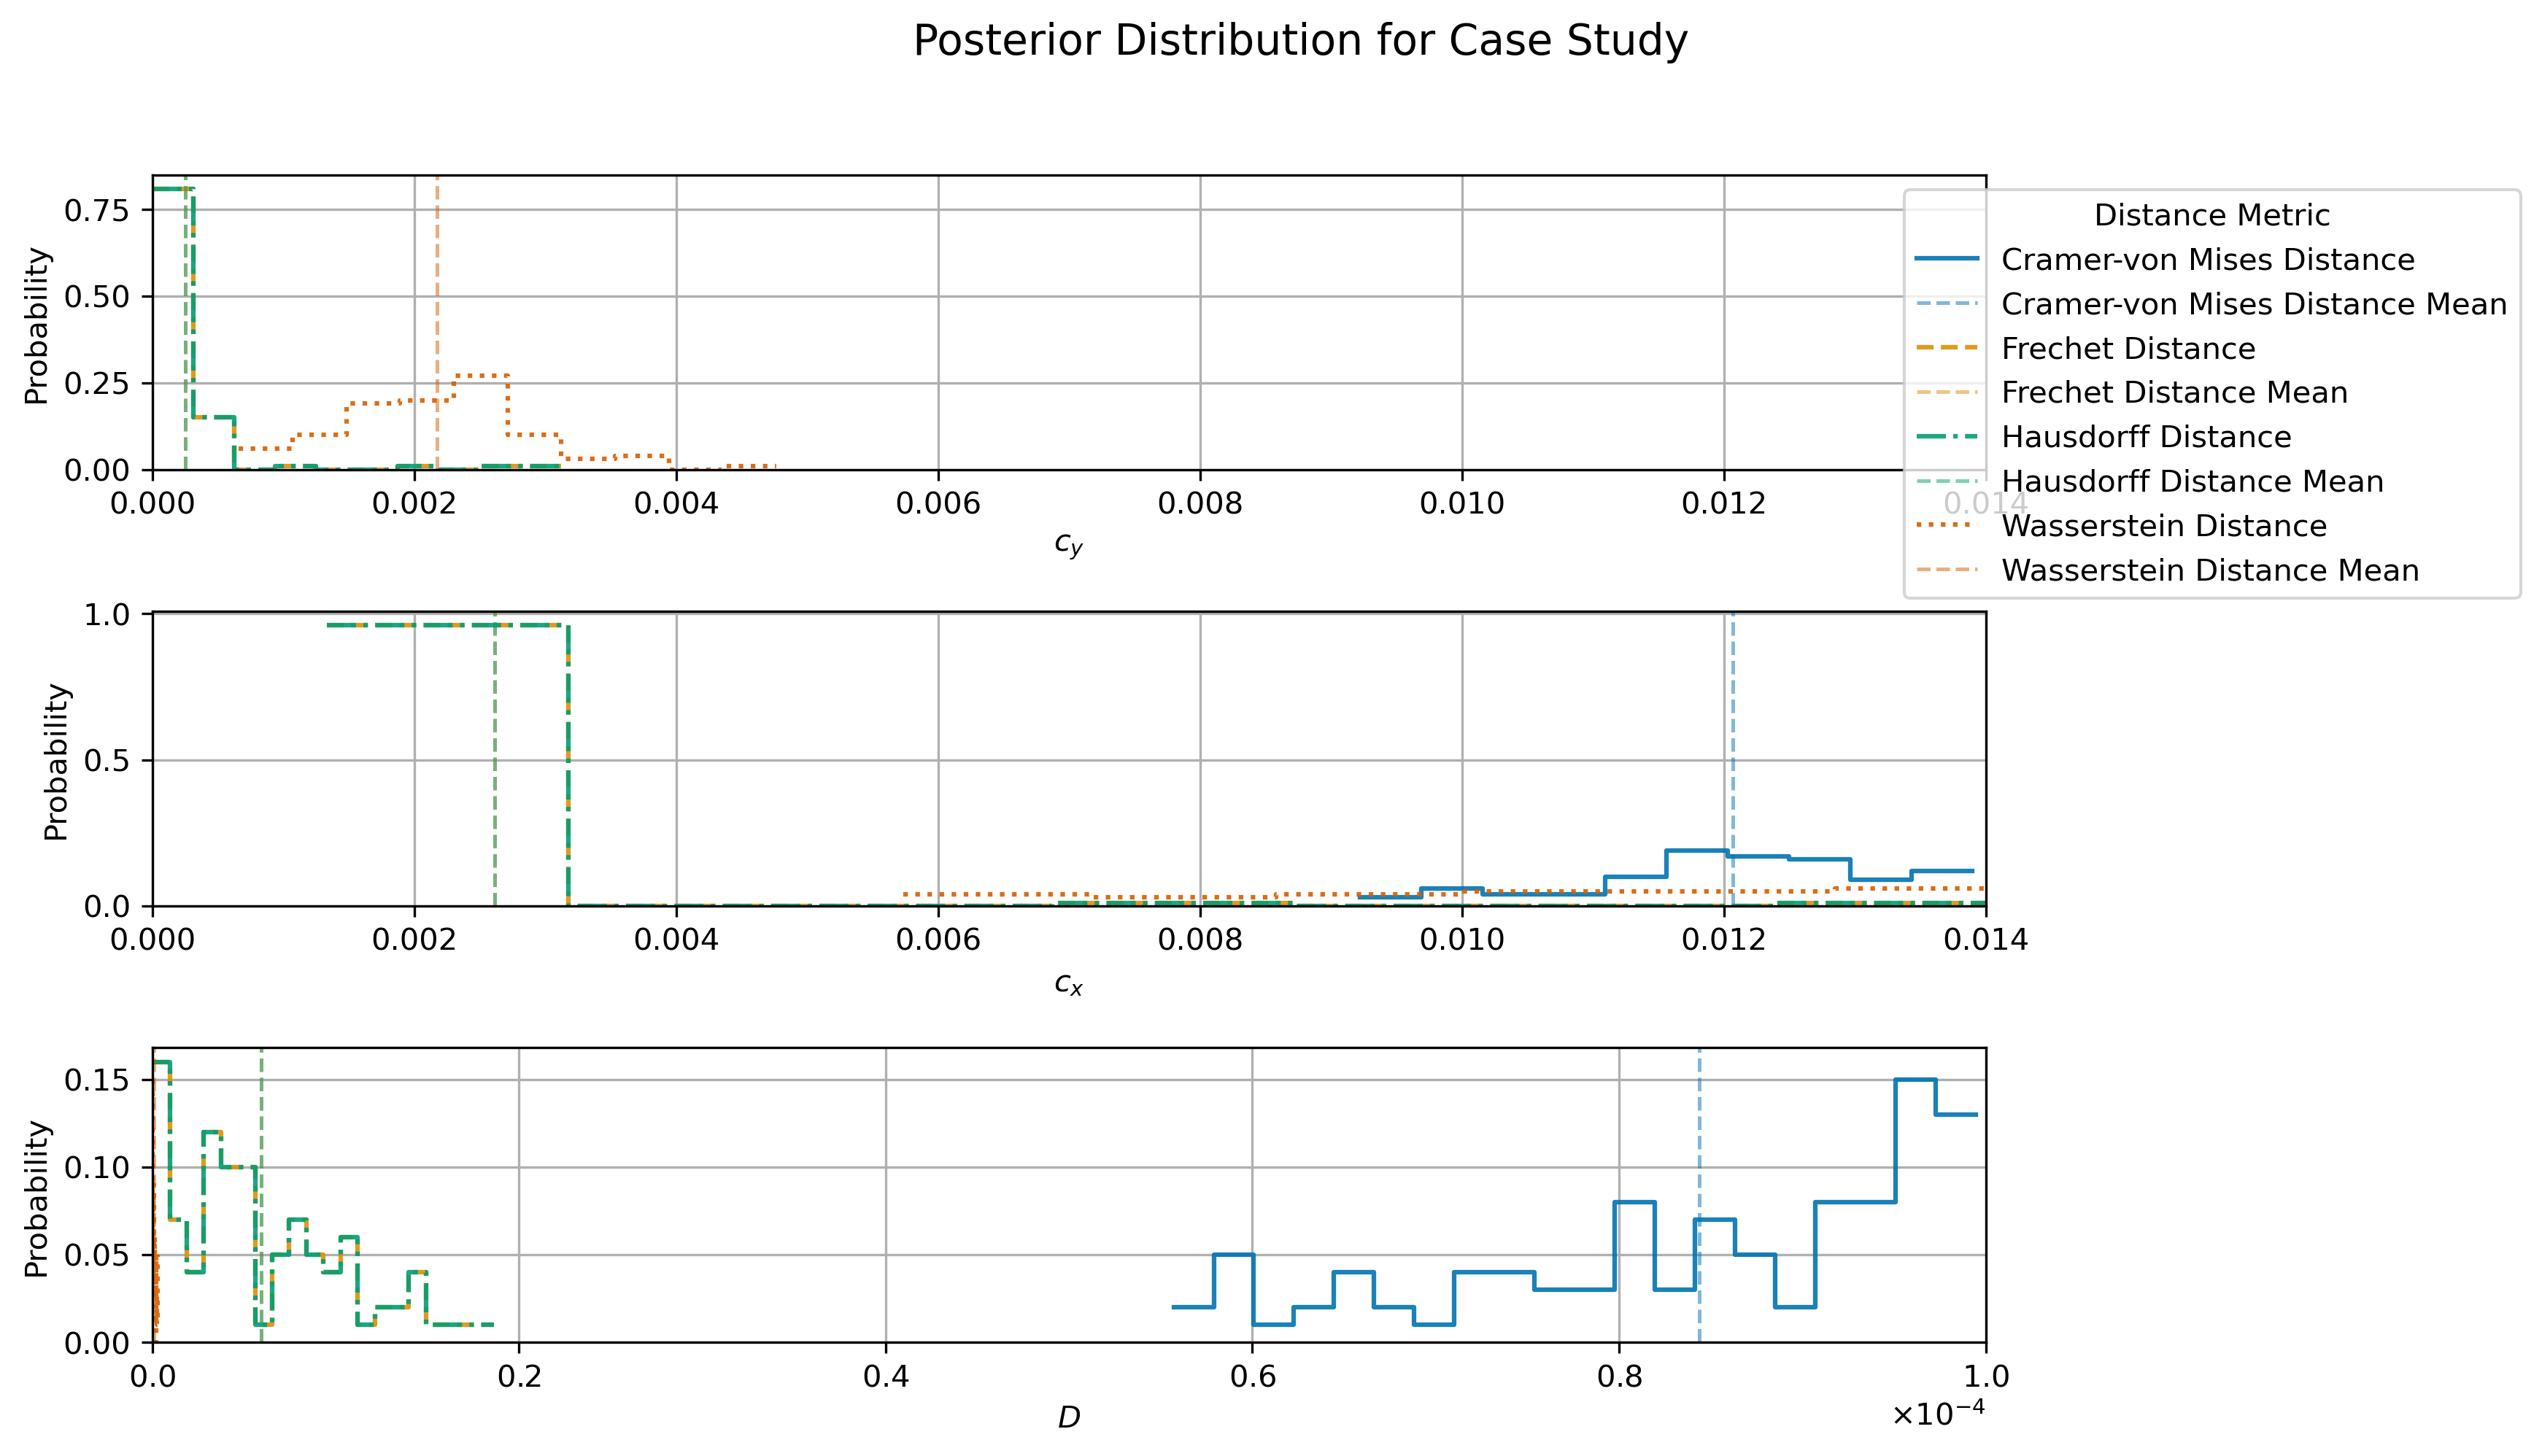 Posterior Distribution for Case Study
Probability
0.75
0.50
0.25
0.00
0.000 0.002 0.004 0.006 0.008 0.010 0.012 0.014
c_y
Distance Metric
Cramer-von Mises Distance
Cramer-von Mises Distance Mean
Frechet Distance
Frechet Distance Mean
Hausdorff Distance
Hausdorff Distance Mean
Wasserstein Distance
Wasserstein Distance Mean
Probability
1.0
0.5
0.0
0.000 0.002 0.004 0.006 0.008 0.010 0.012 0.014
c_x
Probability
0.15
0.10
0.05
0.00
0.0 0.2 0.4 0.6 0.8 1.0
D
×10⁻⁴